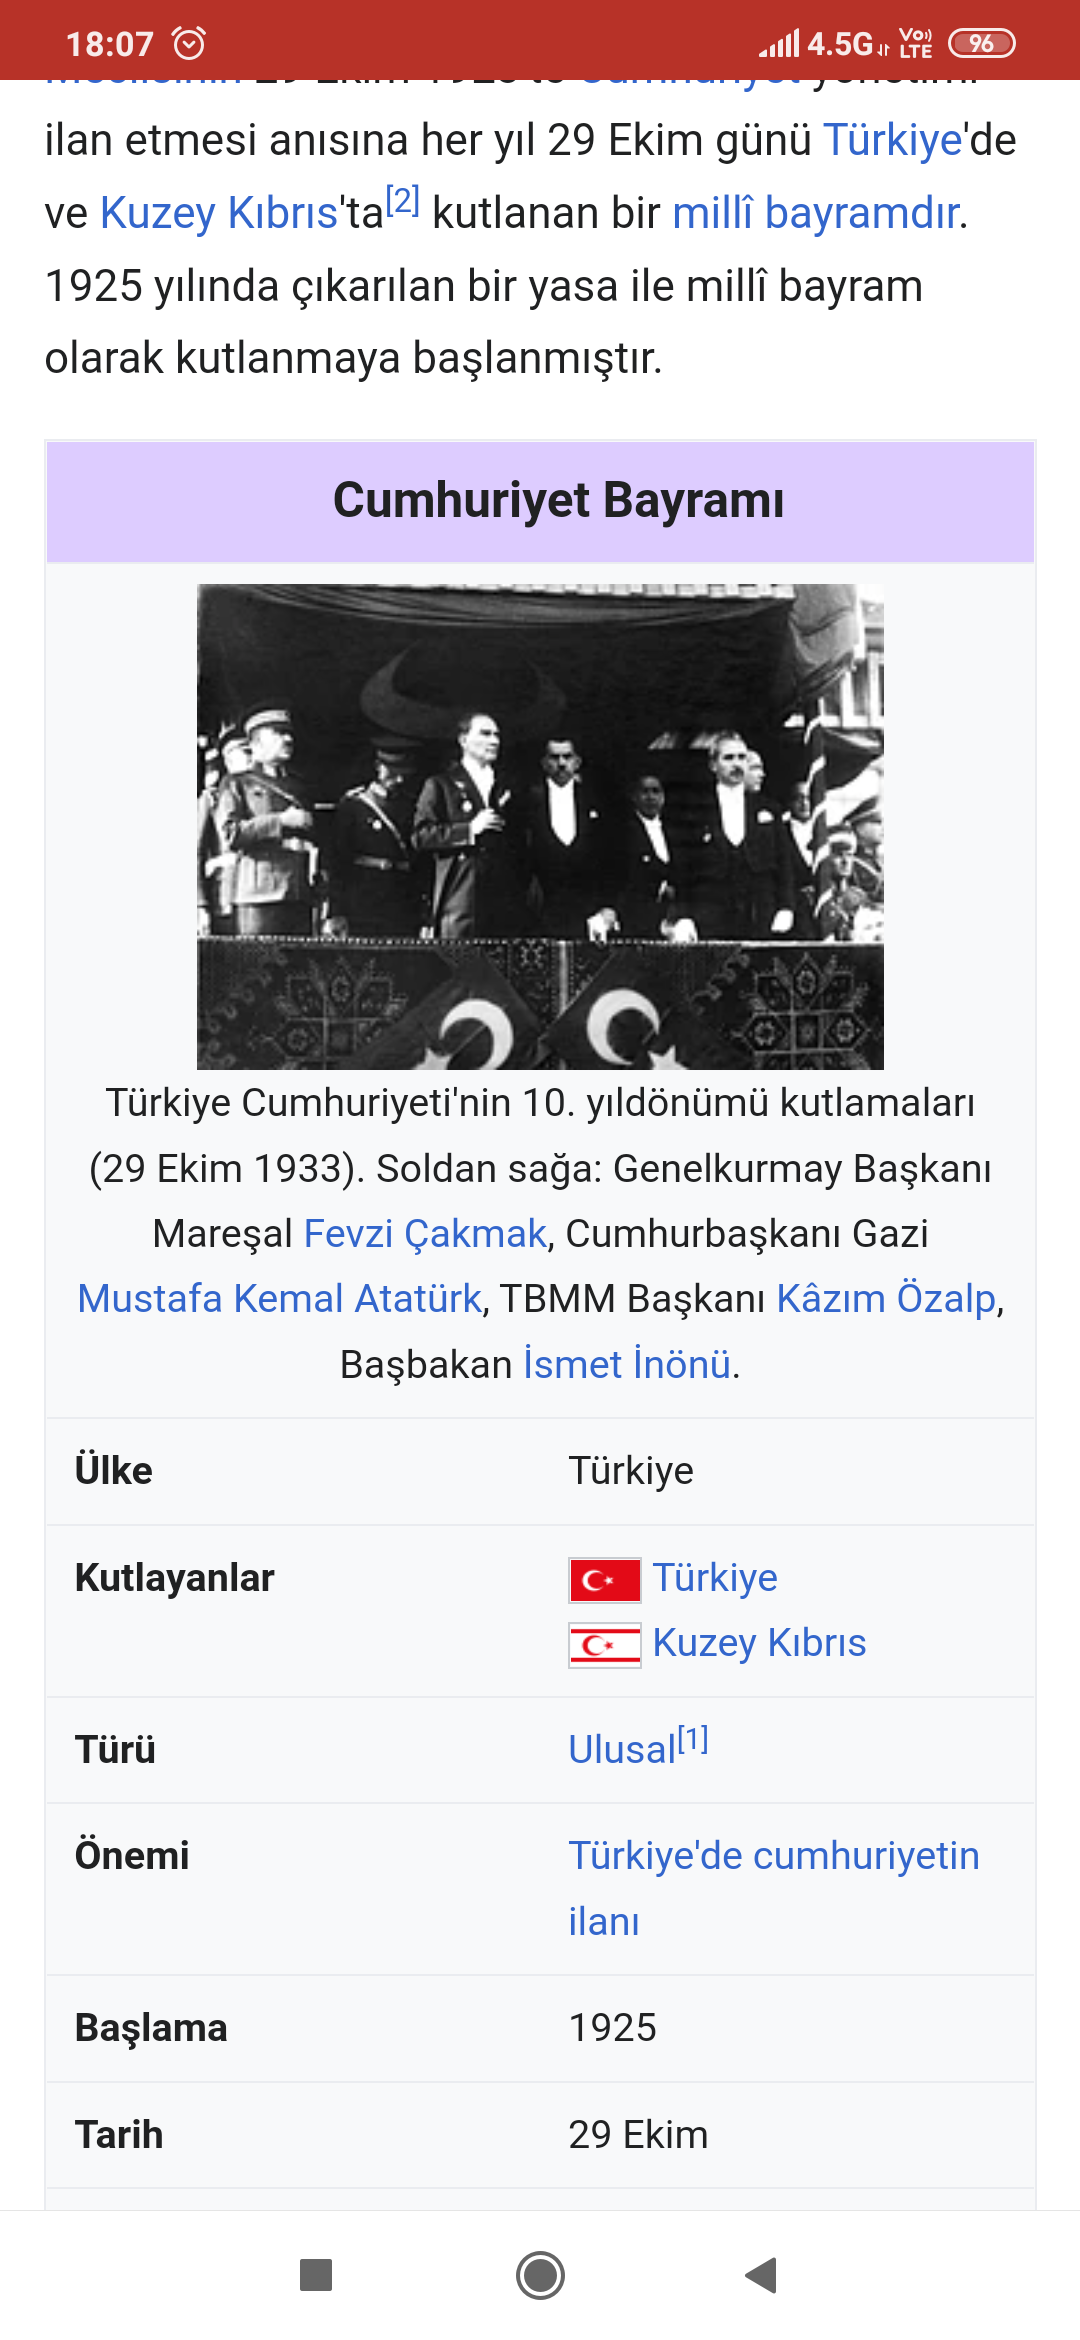 18:07 4.5G Vo)) LTE 96
29 Ekim
ilan etmesi anısına her yıl 29 Ekim günü Türkiye'de
ve Kuzey Kıbrıs'ta[2] kutlanan bir millî bayramdır.
1925 yılında çıkarılan bir yasa ile millî bayram
olarak kutlanmaya başlanmıştır.
Cumhuriyet Bayramı
Türkiye Cumhuriyeti'nin 10. yıldönümü kutlamaları
(29 Ekim 1933). Soldan sağa: Genelkurmay Başkanı
Mareşal Fevzi Çakmak, Cumhurbaşkanı Gazi
Mustafa Kemal Atatürk, TBMM Başkanı Kâzım Özalp,
Başbakan İsmet İnönü.
Ülke Türkiye
Kutlayanlar Türkiye
Kuzey Kıbrıs
Türü Ulusal[1]
Önemi Türkiye'de cumhuriyetin
ilanı
Başlama 1925
Tarih 29 Ekim